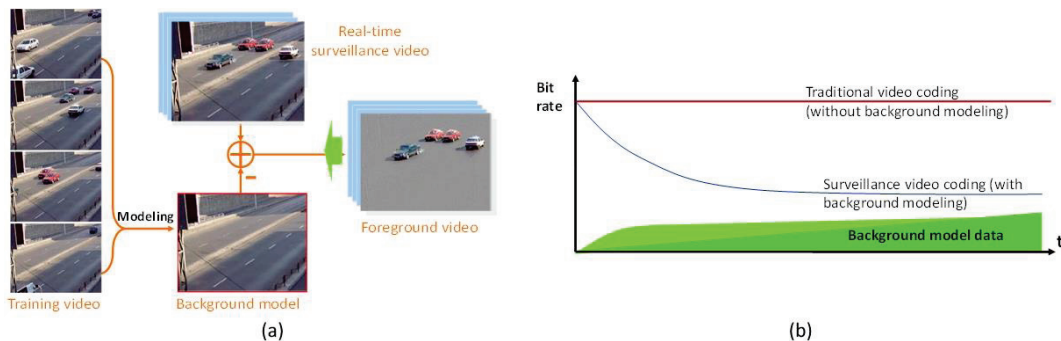 Real-time
surveillance video
Modeling
-
Training video
Background model
Foreground video
(a)
Bit
rate
Traditional video coding
(without background modeling)
Surveillance video coding (with
background modeling)
Background model data
t
(b)